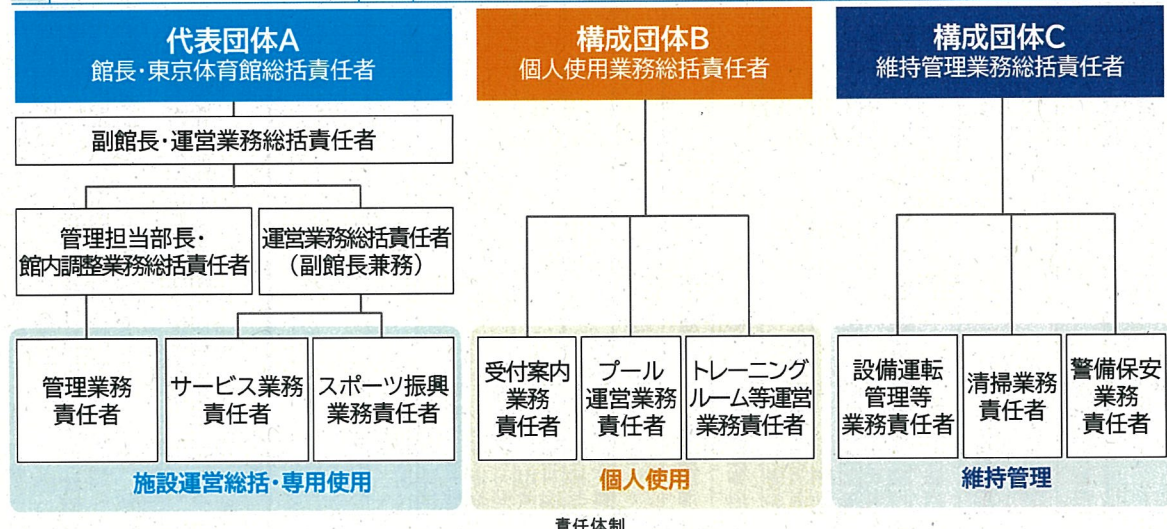 代表団体A
館長・東京体育館総括責任者
副館長・運営業務総括責任者
管理担当部長・
館内調整業務総括責任者
運営業務総括責任者
（副館長兼務）
管理業務
責任者
サービス業務
責任者
スポーツ振興
業務責任者
施設運営総括・専用使用
構成団体B
個人使用業務総括責任者
受付案内
業務
責任者
プール
運営業務
責任者
トレーニング
ルーム等運営
業務責任者
個人使用
構成団体C
維持管理業務総括責任者
設備運転
管理等
業務責任者
清掃業務
責任者
警備保安
業務
責任者
維持管理
責任体制